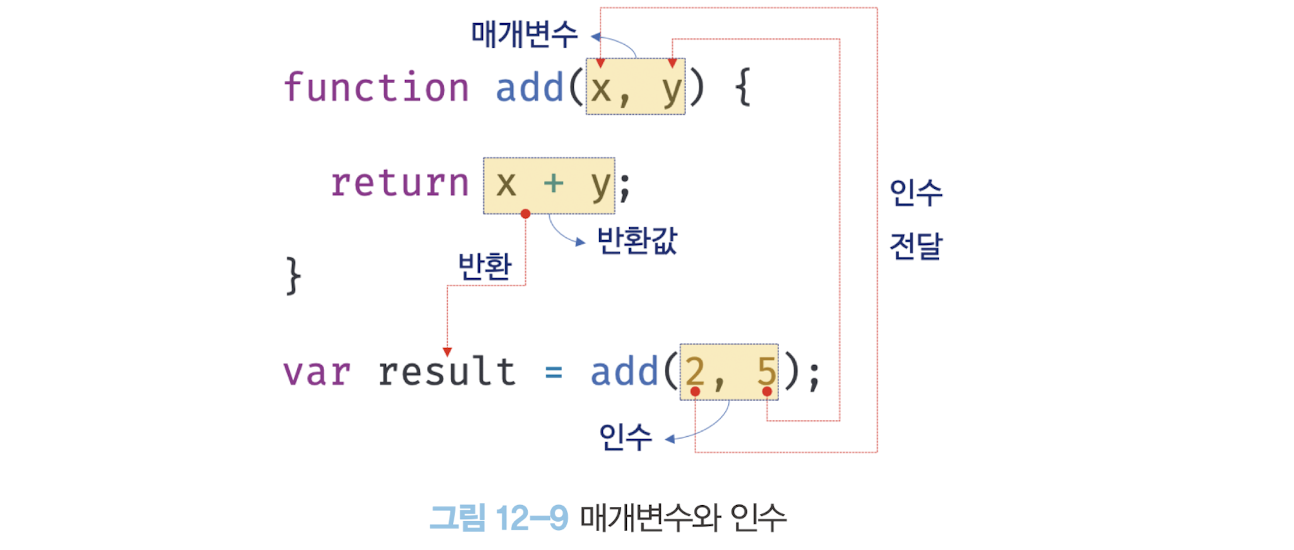 매개변수
function add(x, y) {
return x + y;
반환값
반환
}
인수
전달
var result = add(2, 5);
인수
그림 12-9 매개변수와 인수